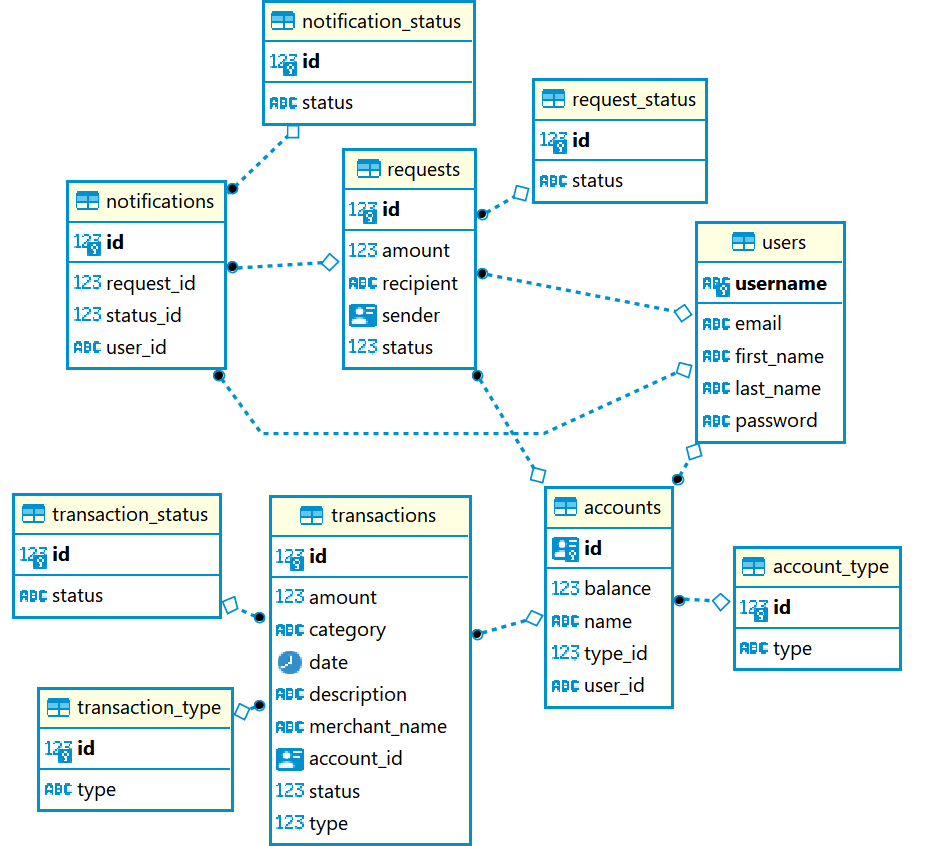 notification_status
123 id
ABC status
request_status
123 id
ABC status
requests
123 id
123 amount
ABC recipient
sender
123 status
notifications
123 id
123 request_id
123 status_id
ABC user_id
users
ABC username
ABC email
ABC first_name
ABC last_name
ABC password
transaction_status
123 id
ABC status
transactions
123 id
123 amount
ABC category
date
ABC description
ABC merchant_name
account_id
123 status
123 type
accounts
id
123 balance
ABC name
123 type_id
ABC user_id
account_type
123 id
ABC type
transaction_type
123 id
ABC type